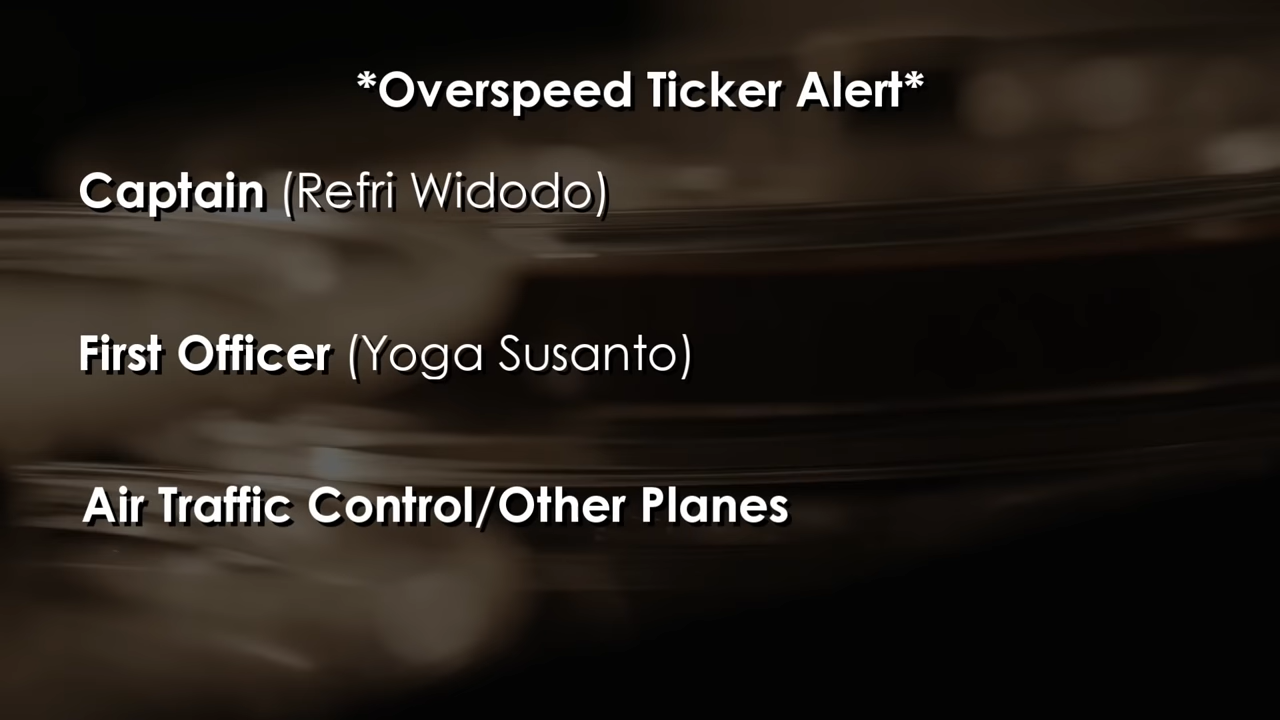 *Overspeed Ticker Alert*
Captain (Refri Widodo)
First Officer (Yoga Susanto)
Air Traffic Control/Other Planes